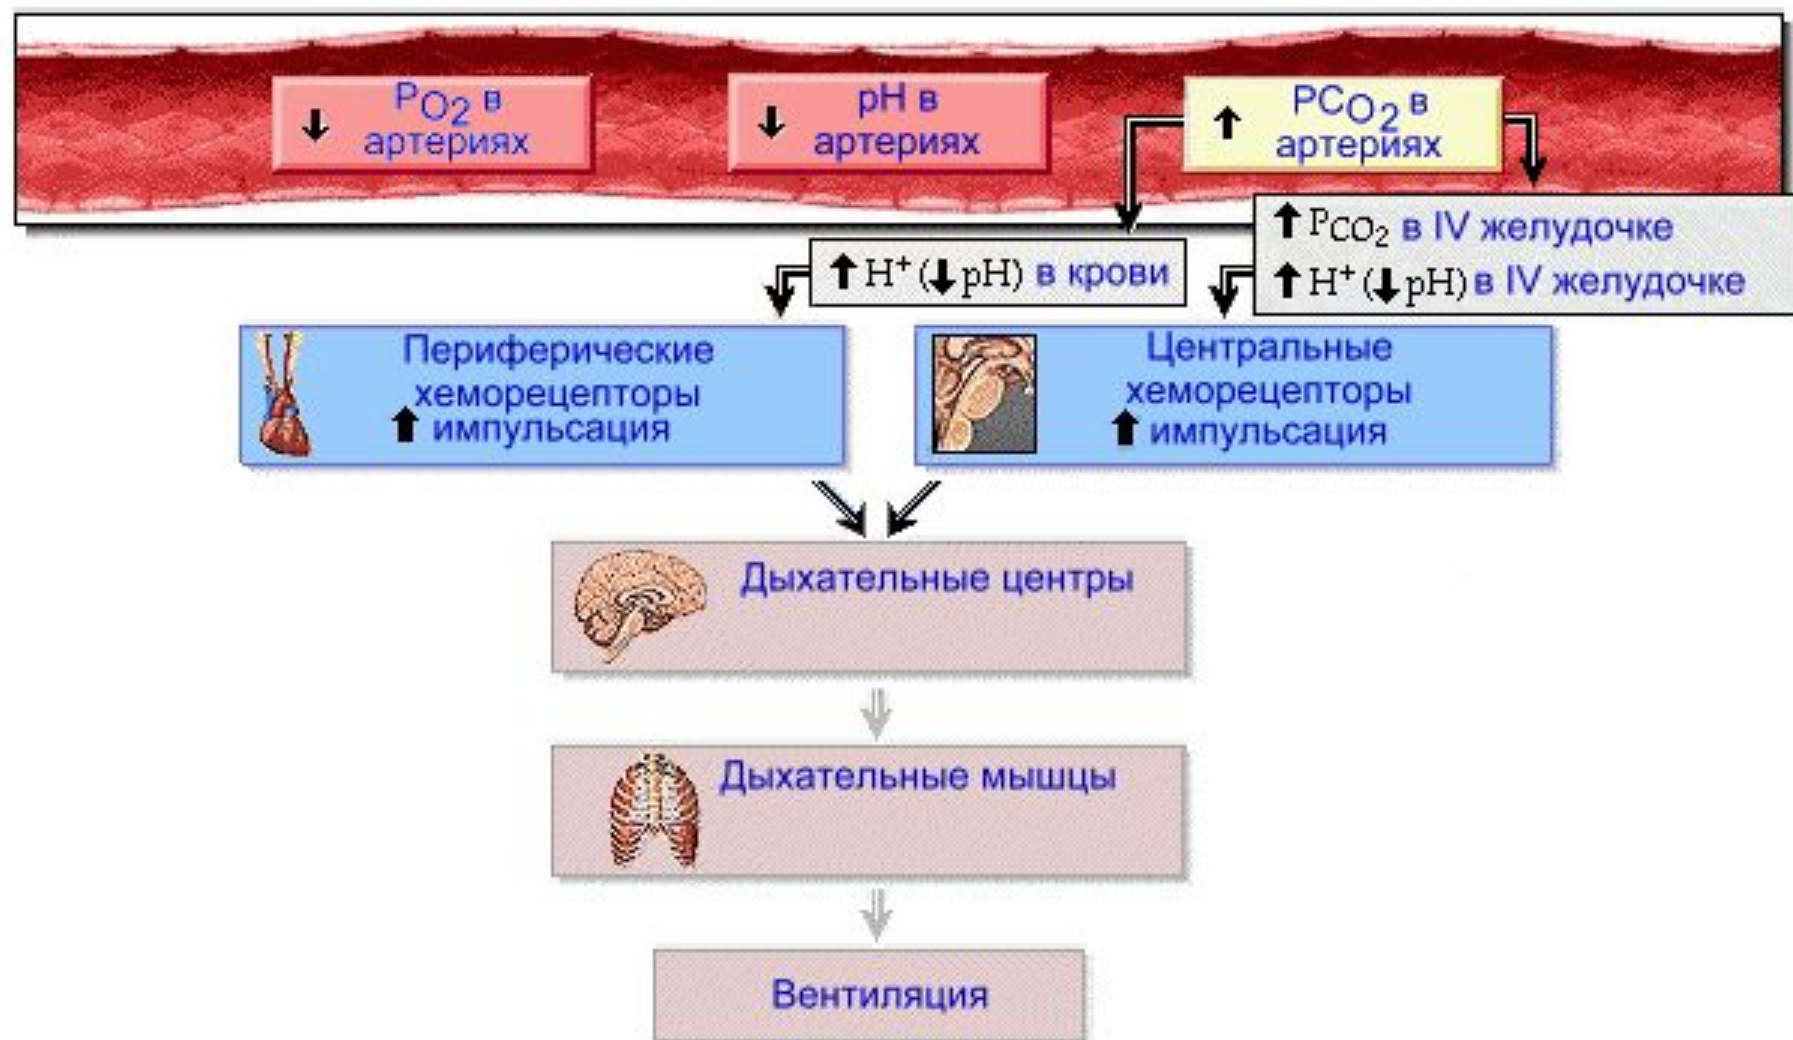 ↓ PO2 в
артериях
↓ pH в
артериях
↑ PCO2 в
артериях
↑ PCO2 в IV желудочке
↑ H+ (↓ pH) в IV желудочке
↑ H+ (↓ pH) в крови
Периферические
хеморецепторы
↑ импульсация
Центральные
хеморецепторы
↑ импульсация
Дыхательные центры
Дыхательные мышцы
Вентиляция